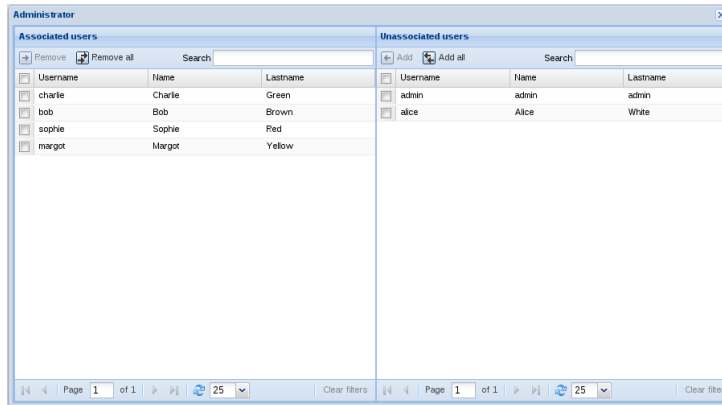 Administrator
Associated users
Remove Remove all Search
Username Name Lastname
charlie Charlie Green
bob Bob Brown
sophie Sophie Red
margot Margot Yellow
Page 1 of 1 25 Clear filters
Unassociated users
Add Add all Search
Username Name Lastname
admin admin admin
alice Alice White
Page 1 of 1 25 Clear